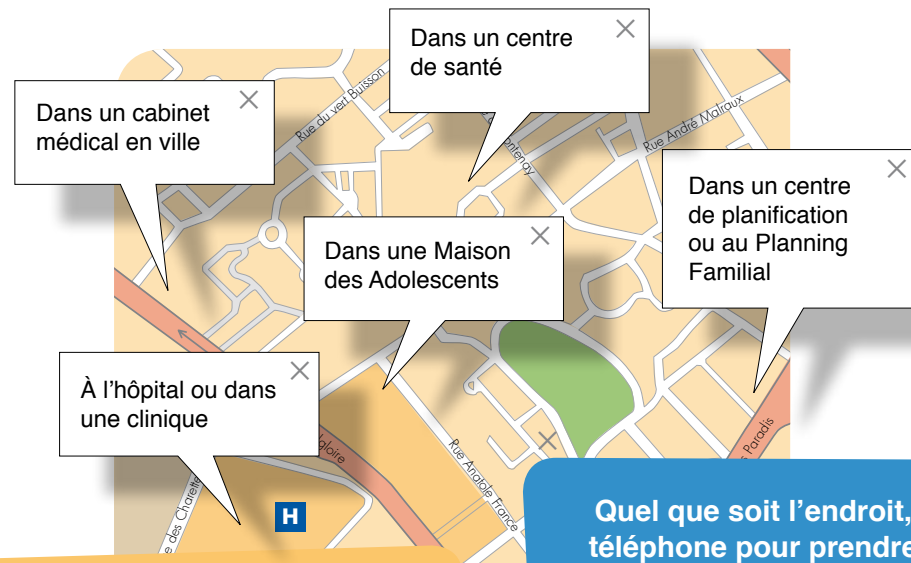 Dans un centre
de santé
Dans un cabinet
médical en ville
Rue du vert Buisson
Rue André Malraux
Dans un centre
de planification
ou au Planning
Familial
Dans une Maison
des Adolescents
À l’hôpital ou dans
une clinique
Rue Anatole France
Paradis
H
Quel que soit l’endroit,
téléphone pour prendre